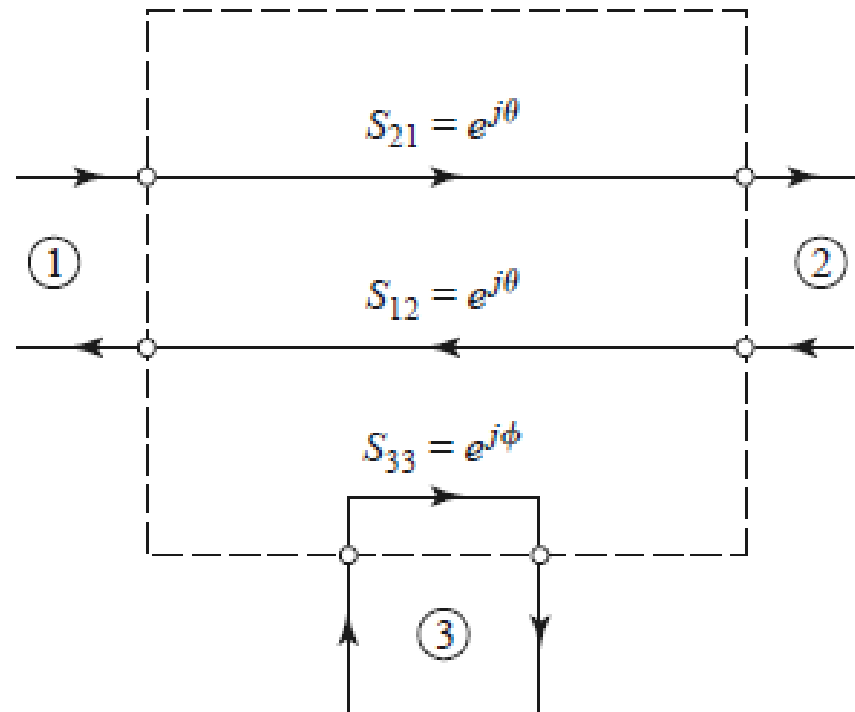 S₂₁ = e^{jθ}
①
②
S₁₂ = e^{jθ}
S₃₃ = e^{jϕ}
③